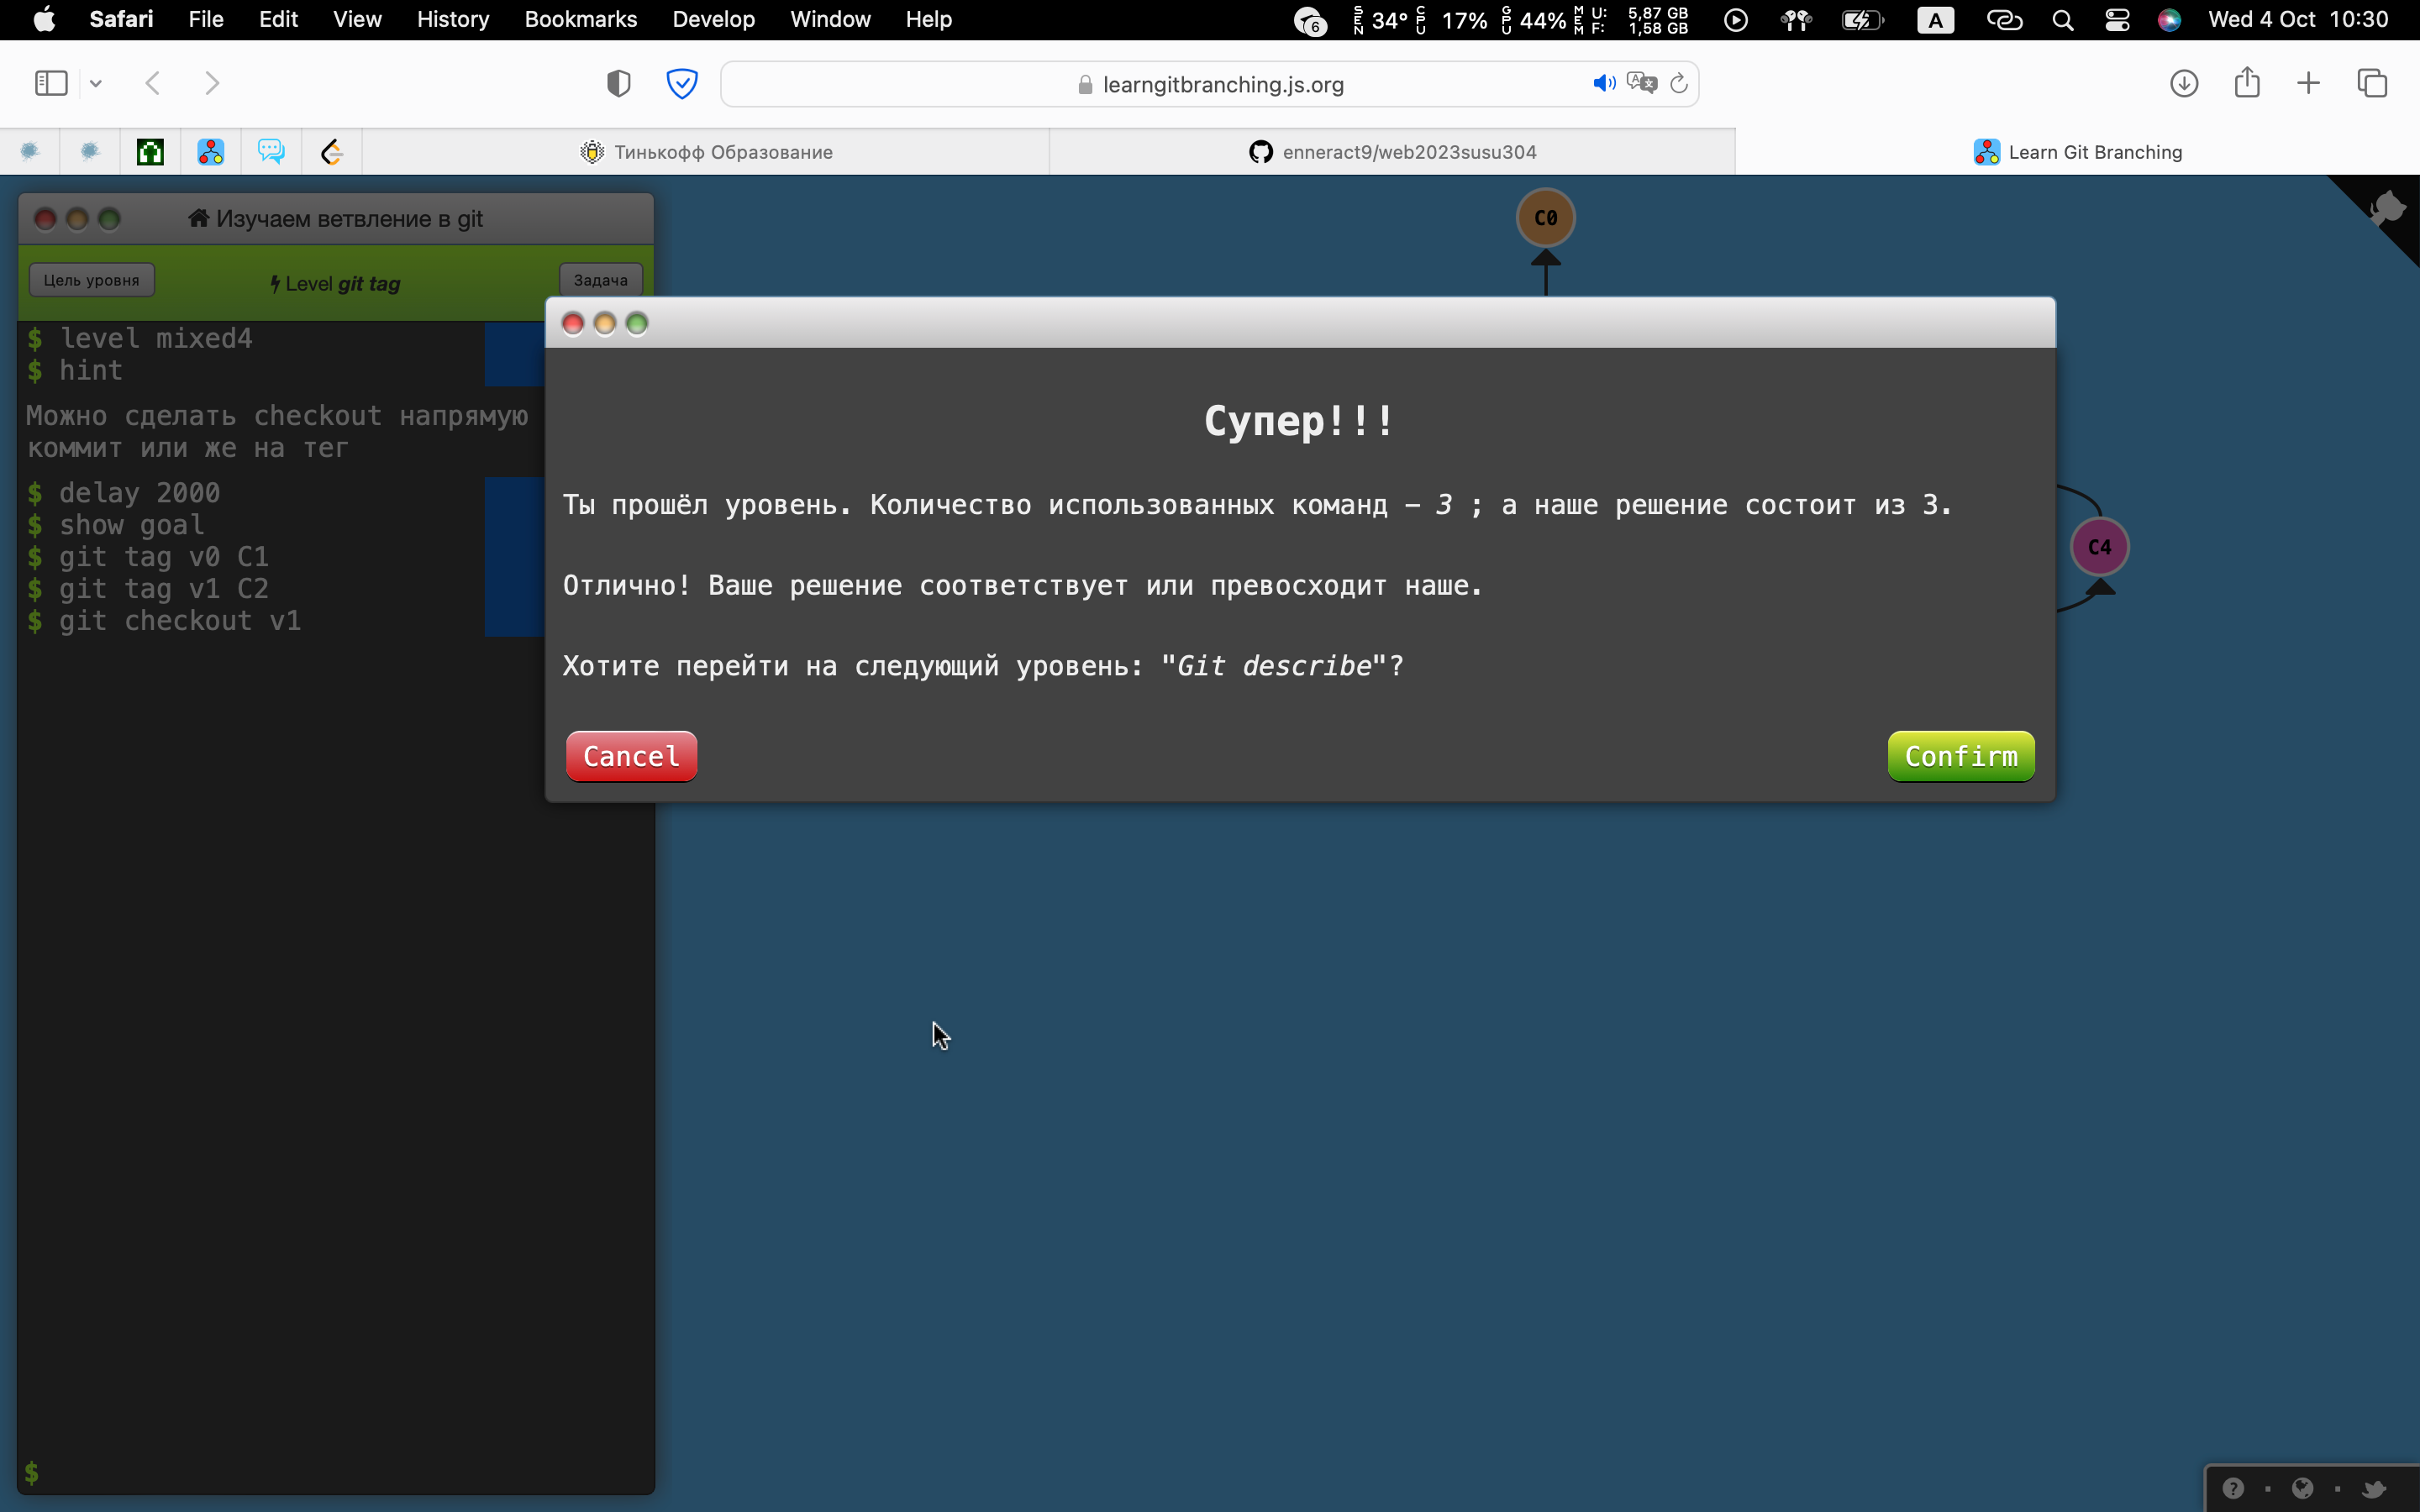 Safari File Edit View History Bookmarks Develop Window Help 6 SEN 34° CPU 17% GPU 44% MEM U: 5,87 GB F: 1,58 GB A Wed 4 Oct 10:30
learngitbranching.js.org
Тинькофф Образование enneract9/web2023susu304 Learn Git Branching
Изучаем ветвление в git
Цель уровня Level git tag Задача
$ level mixed4
$ hint
Можно сделать checkout напрямую
коммит или же на тег
$ delay 2000
$ show goal
$ git tag v0 C1
$ git tag v1 C2
$ git checkout v1
$
C0
C4
Супер!!!
Ты прошёл уровень. Количество использованных команд – 3 ; а наше решение состоит из 3.
Отлично! Ваше решение соответствует или превосходит наше.
Хотите перейти на следующий уровень: "Git describe"?
Cancel Confirm